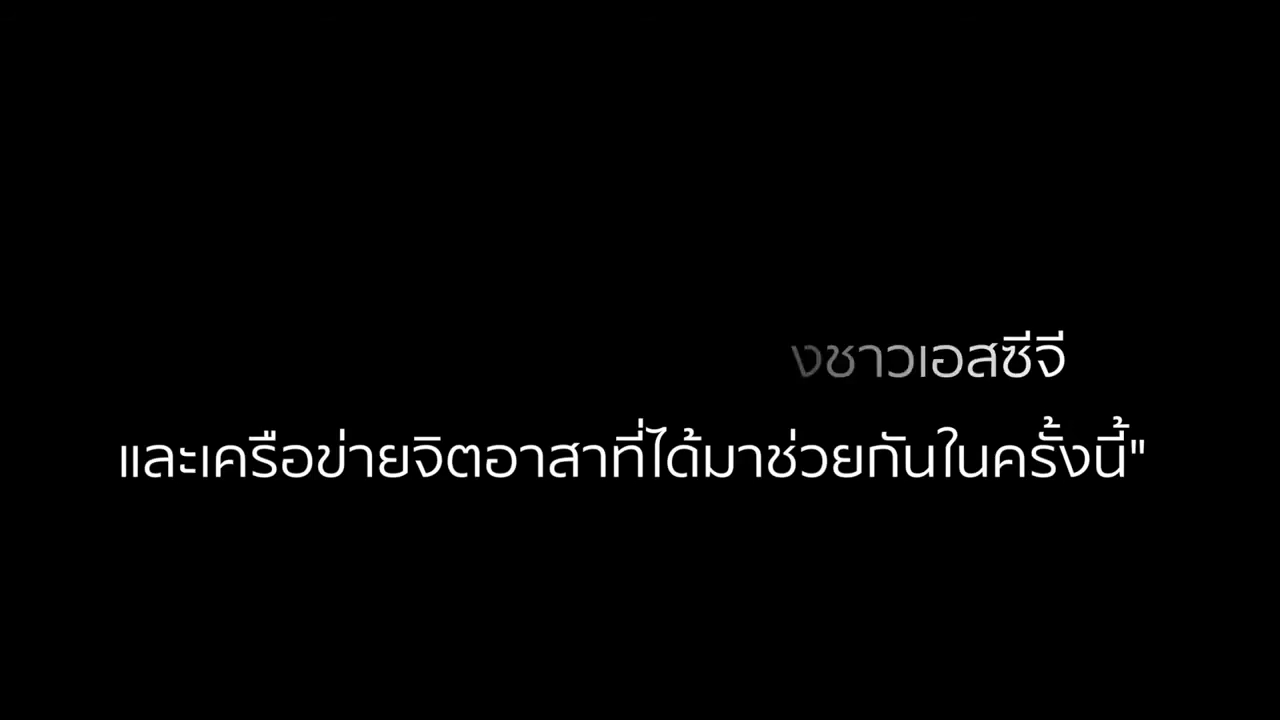 งชาวเอสซีจี
และเครือข่ายจิตอาสาที่ได้มาช่วยกันในครั้งนี้"